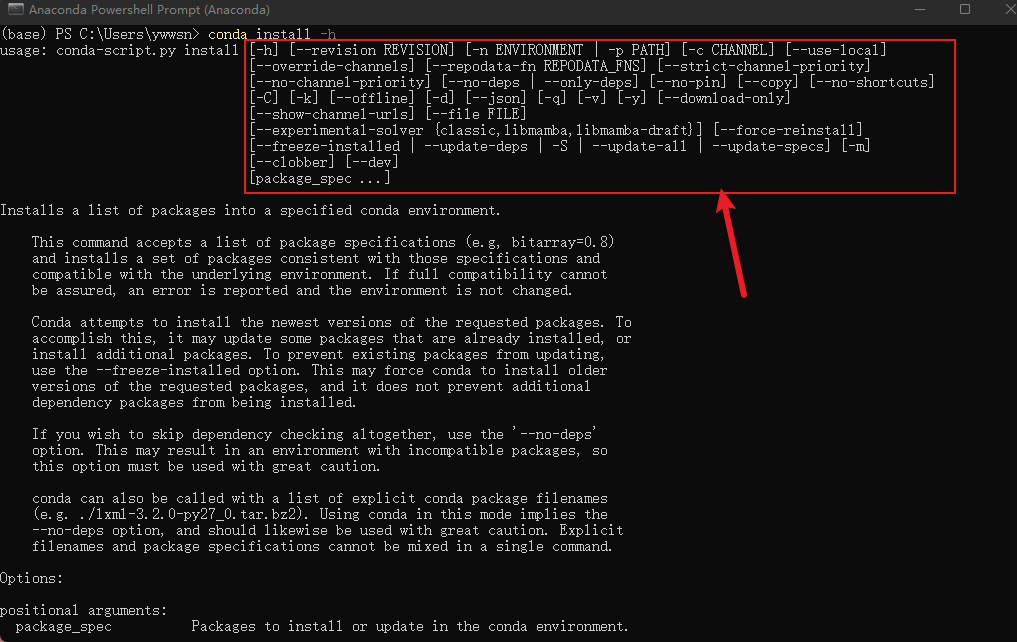 Anaconda Powershell Prompt (Anaconda)
(base) PS C:\Users\ywwsn> conda install -h
usage: conda-script.py install [-h] [--revision REVISION] [-n ENVIRONMENT | -p PATH] [-c CHANNEL] [--use-local]
[--override-channels] [--repodata-fn REPODATA_FNS] [--strict-channel-priority]
[--no-channel-priority] [--no-deps | --only-deps] [--no-pin] [--copy] [--no-shortcuts]
[-C] [-k] [--offline] [-d] [--json] [-q] [-v] [-y] [--download-only]
[--show-channel-urls] [--file FILE]
[--experimental-solver {classic,libmamba,libmamba-draft}] [--force-reinstall]
[--freeze-installed | --update-deps | -S | --update-all | --update-specs] [-m]
[--clobber] [--dev]
[package_spec ...]
Installs a list of packages into a specified conda environment.
This command accepts a list of package specifications (e.g, bitarray=0.8)
and installs a set of packages consistent with those specifications and
compatible with the underlying environment. If full compatibility cannot
be assured, an error is reported and the environment is not changed.
Conda attempts to install the newest versions of the requested packages. To
accomplish this, it may update some packages that are already installed, or
install additional packages. To prevent existing packages from updating,
use the --freeze-installed option. This may force conda to install older
versions of the requested packages, and it does not prevent additional
dependency packages from being installed.
If you wish to skip dependency checking altogether, use the '--no-deps'
option. This may result in an environment with incompatible packages, so
this option must be used with great caution.
conda can also be called with a list of explicit conda package filenames
(e.g. ./lxml-3.2.0-py27_0.tar.bz2). Using conda in this mode implies the
--no-deps option, and should likewise be used with great caution. Explicit
filenames and package specifications cannot be mixed in a single command.
Options:
positional arguments:
package_spec Packages to install or update in the conda environment.